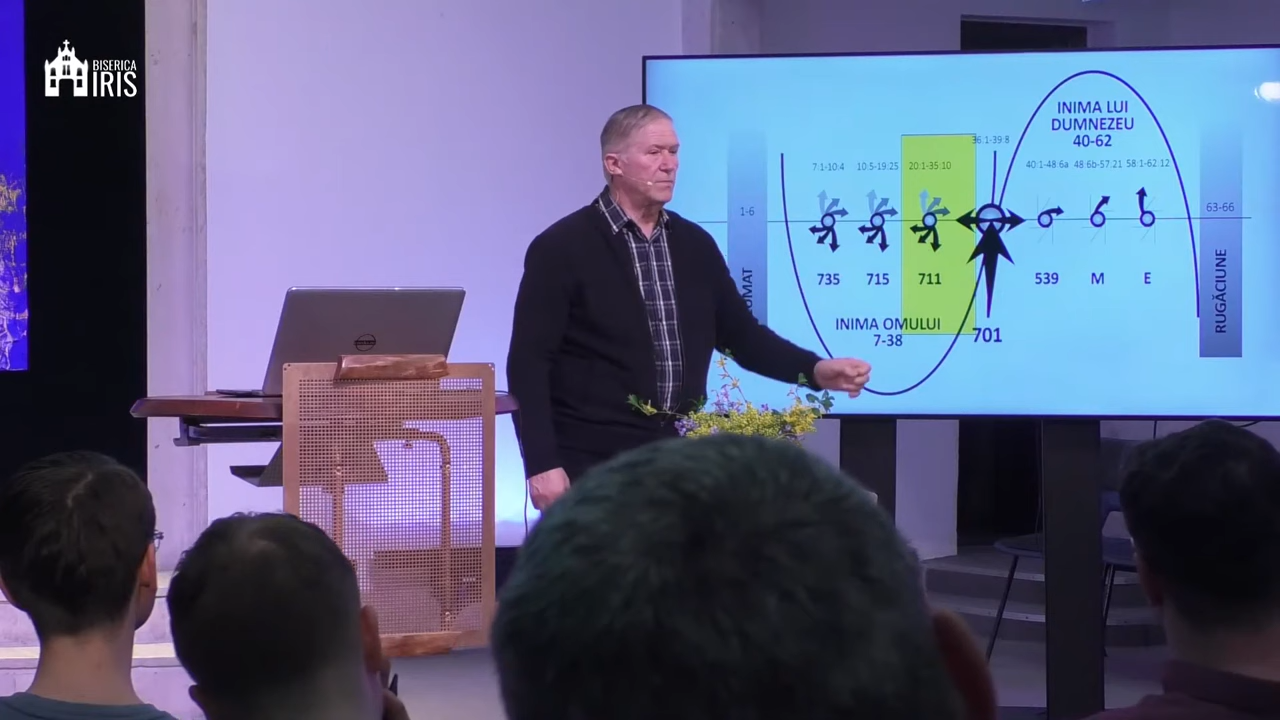 BISERICA
IRIS
INIMA LUI
DUMNEZEU
40-62
36:1-39:8
7:1-10:4 10:5-19:25 20:1-35:10 40:1-48:6a 48:6b-57:21 58:1-62:12
1-6
63-66
735 715 711 539 M E
INIMA OMULUI
7-38
701
RUGĂCIUNE